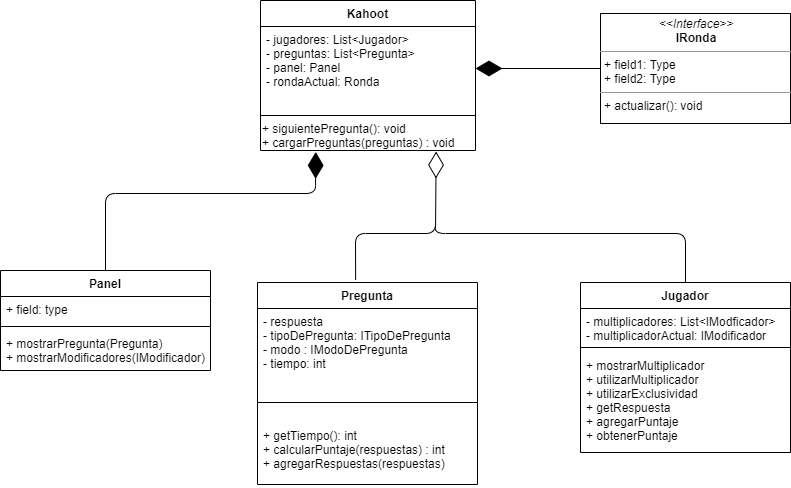 Kahoot
- jugadores: List<Jugador>
- preguntas: List<Pregunta>
- panel: Panel
- rondaActual: Ronda
+ siguientePregunta(): void
+ cargarPreguntas(preguntas) : void
<<Interface>>
IRonda
+ field1: Type
+ field2: Type
+ actualizar(): void
Panel
+ field: type
+ mostrarPregunta(Pregunta)
+ mostrarModificadores(IModificador)
Pregunta
- respuesta
- tipoDePregunta: ITipoDePregunta
- modo : IModoDePregunta
- tiempo: int
+ getTiempo(): int
+ calcularPuntaje(respuestas) : int
+ agregarRespuestas(respuestas)
Jugador
- multiplicadores: List<IModficador>
- multiplicadorActual: IModificador
+ mostrarMultiplicador
+ utilizarMultiplicador
+ utilizarExclusividad
+ getRespuesta
+ agregarPuntaje
+ obtenerPuntaje